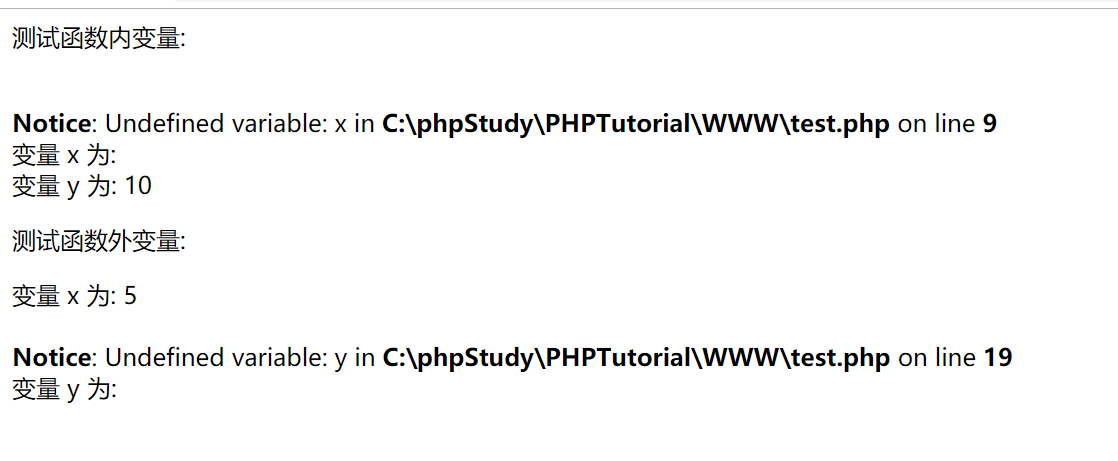 测试函数内变量:
Notice: Undefined variable: x in C:\phpStudy\PHPTutorial\WWW\test.php on line 9
变量 x 为:
变量 y 为: 10
测试函数外变量:
变量 x 为: 5
Notice: Undefined variable: y in C:\phpStudy\PHPTutorial\WWW\test.php on line 19
变量 y 为: